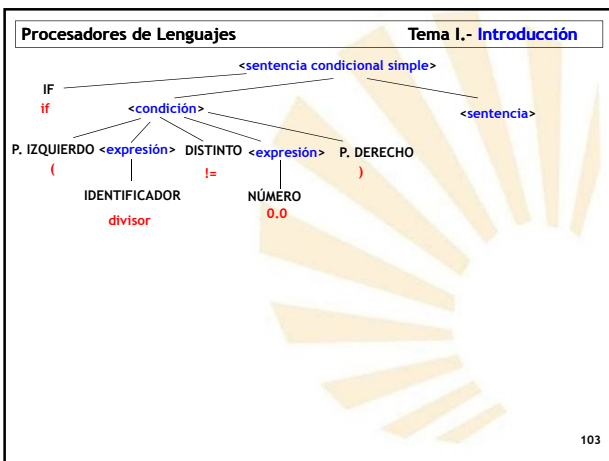 Procesadores de Lenguajes Tema I.- Introducción
<sentencia condicional simple>
IF
if <condición> <sentencia>
P. IZQUIERDO <expresión> DISTINTO <expresión> P. DERECHO
( != )
IDENTIFICADOR NÚMERO
divisor 0.0
103